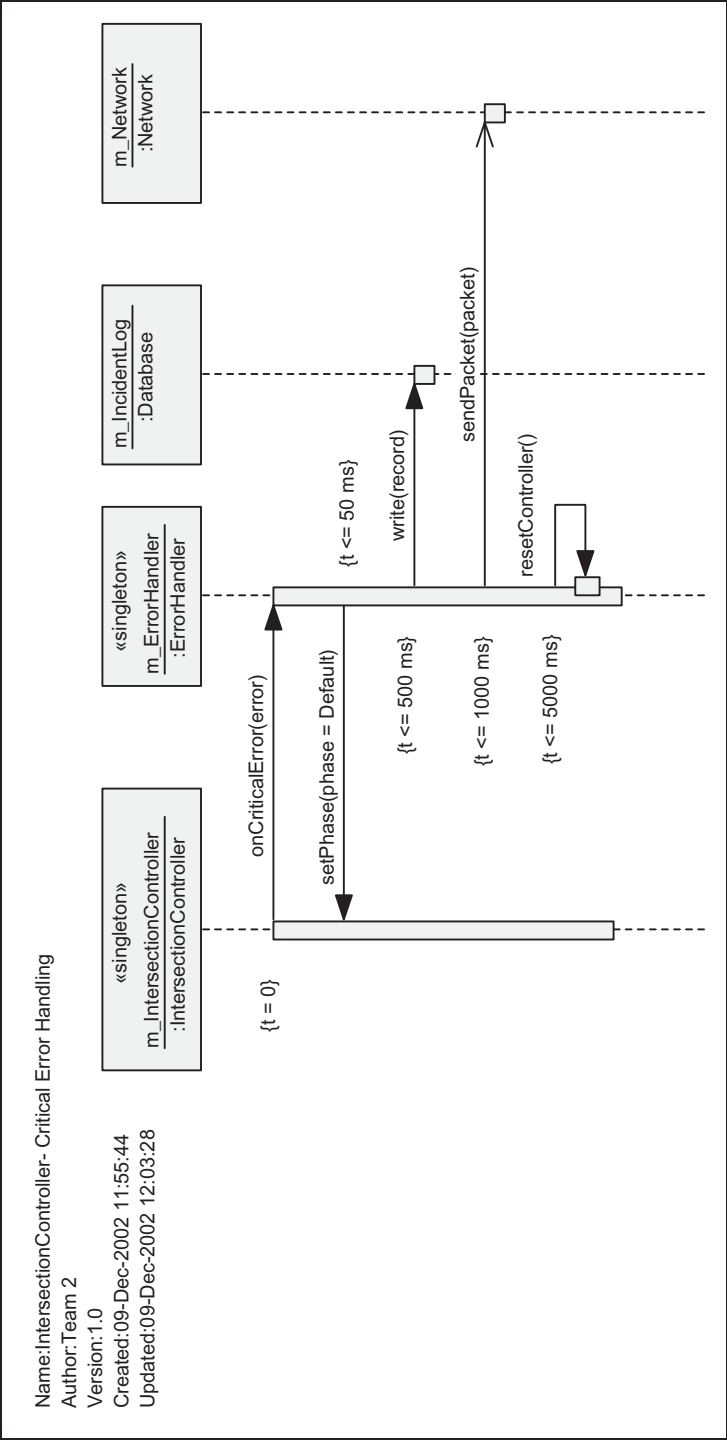 Name:IntersectionController- Critical Error Handling
Author:Team 2
Version:1.0
Created:09-Dec-2002 11:55:44
Updated:09-Dec-2002 12:03:28
«singleton»
m_IntersectionController
:IntersectionController
«singleton»
m_ErrorHandler
:ErrorHandler
m_IncidentLog
:Database
m_Network
:Network
{t = 0}
onCriticalError(error)
setPhase(phase = Default)
{t <= 50 ms}
{t <= 500 ms}
write(record)
{t <= 1000 ms}
sendPacket(packet)
{t <= 5000 ms}
resetController()